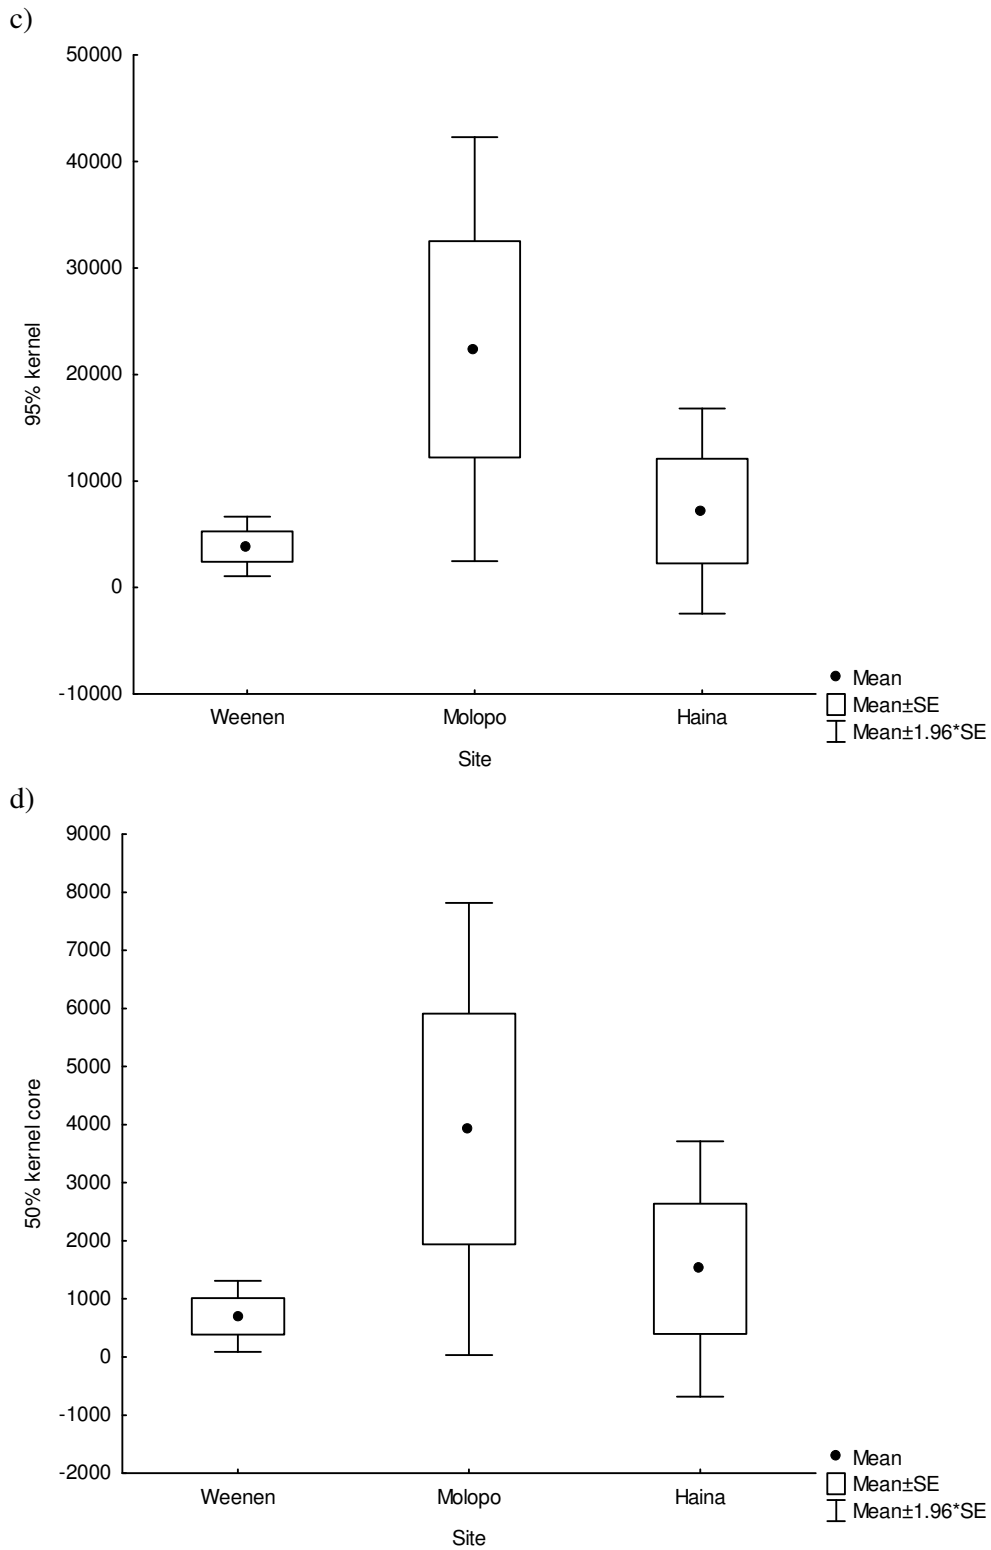 c)
50000
40000
30000
20000
10000
0
-10000
95% kernel
Weenen Molopo Haina
Site
Mean
Mean±SE
Mean±1.96*SE
d)
9000
8000
7000
6000
5000
4000
3000
2000
1000
0
-1000
-2000
50% kernel core
Weenen Molopo Haina
Site
Mean
Mean±SE
Mean±1.96*SE